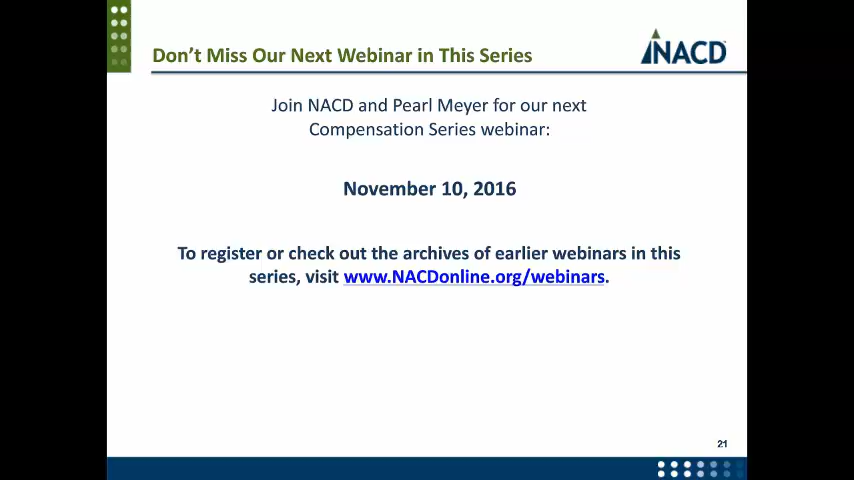 Don't Miss Our Next Webinar in This Series
NACD
Join NACD and Pearl Meyer for our next
Compensation Series webinar:
November 10, 2016
To register or check out the archives of earlier webinars in this
series, visit www.NACDonline.org/webinars.
21